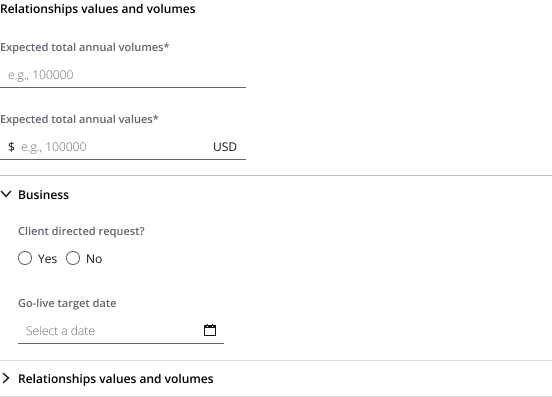 Relationships values and volumes
Expected total annual volumes*
e.g., 100000
Expected total annual values*
$ e.g., 100000 USD
Business
Client directed request?
Yes No
Go-live target date
Select a date
Relationships values and volumes